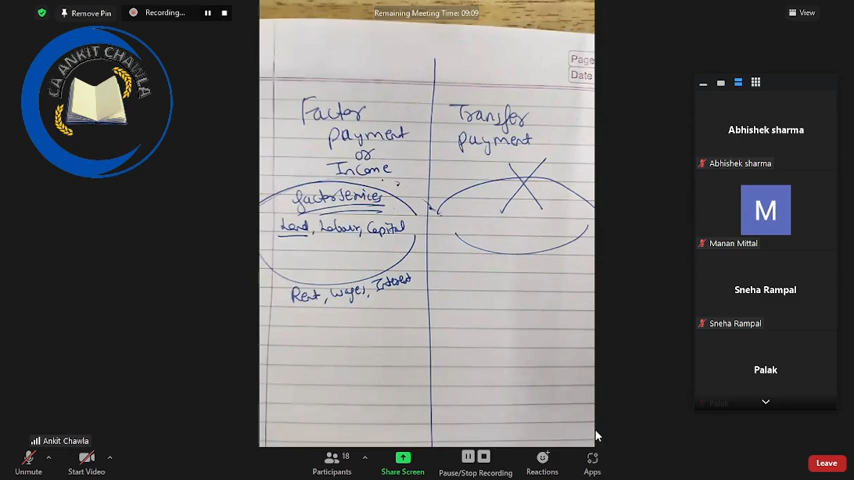 Remaining Meeting Time: 09:09
Remove Pin
Recording...
View
CA ANKIT CHAWLA
Page
Date
Factor
payment
or
Income
factor services
Land, Labour, Capital
Rent, wages, Interest
Transfer
payment
Abhishek sharma
Abhishek sharma
M
Manan Mittal
Sneha Rampal
Sneha Rampal
Palak
Palak
Ankit Chawla
Unmute
Start Video
18
Participants
Share Screen
Pause/Stop Recording
Reactions
Apps
Leave